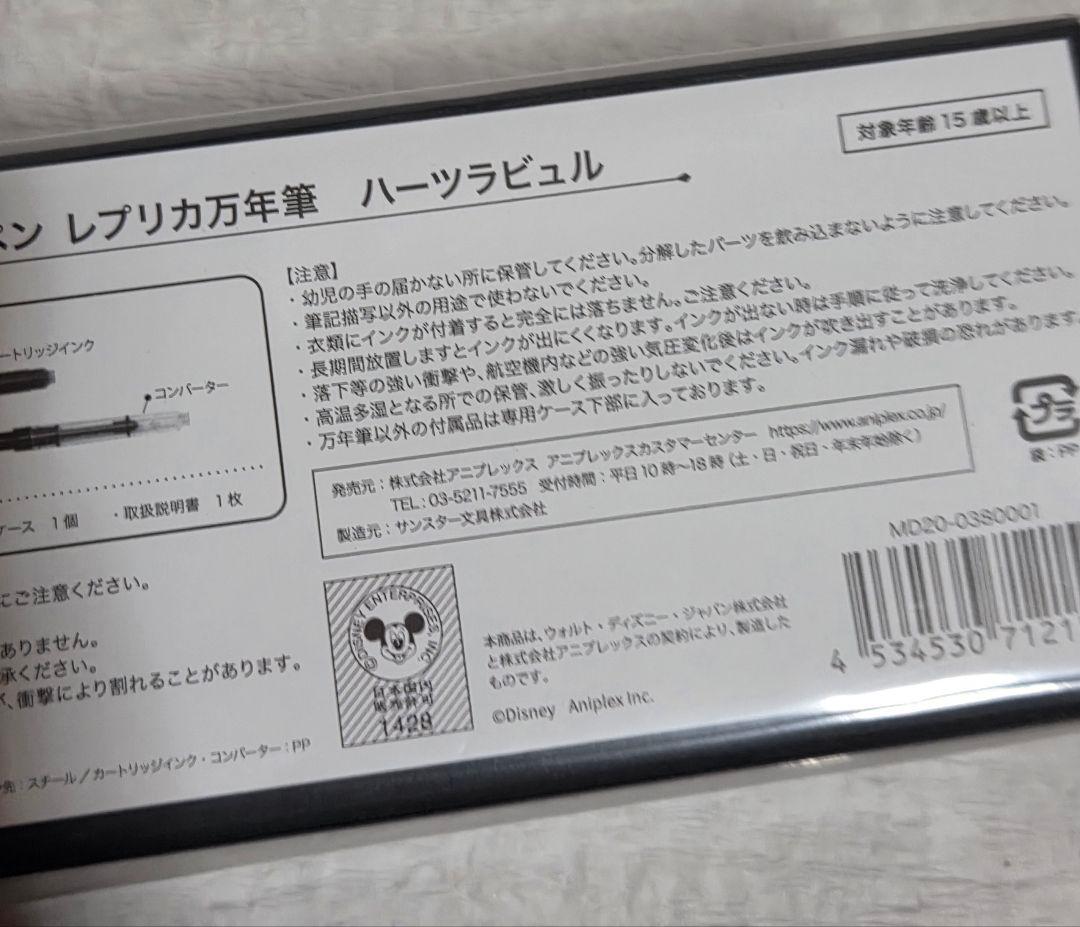 対象年齢 15 歳以上
ペン レプリカ万年筆 ハーツラビュル
【注意】
・幼児の手の届かない所に保管してください。分解したパーツを飲み込まないように注意してください。
・筆記描写以外の用途で使わないでください。
・衣類にインクが付着すると完全には落ちません。ご注意ください。
・長期間放置しますとインクが出にくくなります。インクが出ない時は手順に従って洗浄してください。
・落下等の強い衝撃や、航空機内などの強い気圧変化後はインクが吹き出すことがあります。
・高温多湿となる所での保管、激しく振ったりしないでください。インク漏れや破損の恐れがあります。
・万年筆以外の付属品は専用ケース下部に入っております。
ートリッジインク
コンバーター
ケース 1個 ・取扱説明書 1枚
発売元：株式会社アニプレックス アニプレックスカスタマーセンター https://www.aniplex.co.jp/
TEL：03-5211-7555 受付時間：平日10時～18時（土・日・祝日・年末年始除く）
製造元：サンスター文具株式会社
プラ
袋：PP
MD20-0380001
4 534530 7121
にご注意ください。
ありません。
承ください。
、衝撃により割れることがあります。
先：スチール／カートリッジインク・コンバーター：PP
©DISNEY ENTERPRISES, INC.
日本国内
販売許可
1428
本商品は、ウォルト・ディズニー・ジャパン株式会社
と株式会社アニプレックスの契約により、製造した
ものです。
©Disney Aniplex Inc.